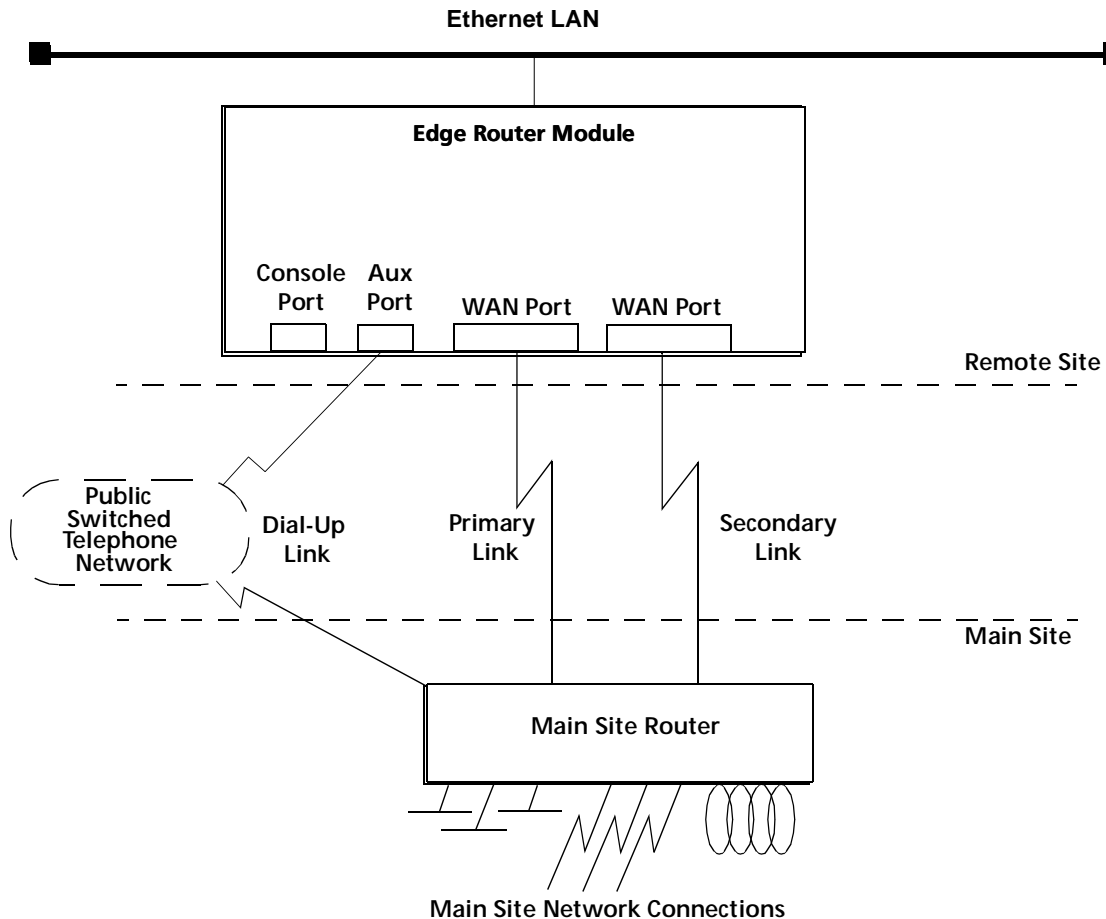 Ethernet LAN
Edge Router Module
Console
Port
Aux
Port
WAN Port
WAN Port
Remote Site
Public
Switched
Telephone
Network
Dial-Up
Link
Primary
Link
Secondary
Link
Main Site
Main Site Router
Main Site Network Connections